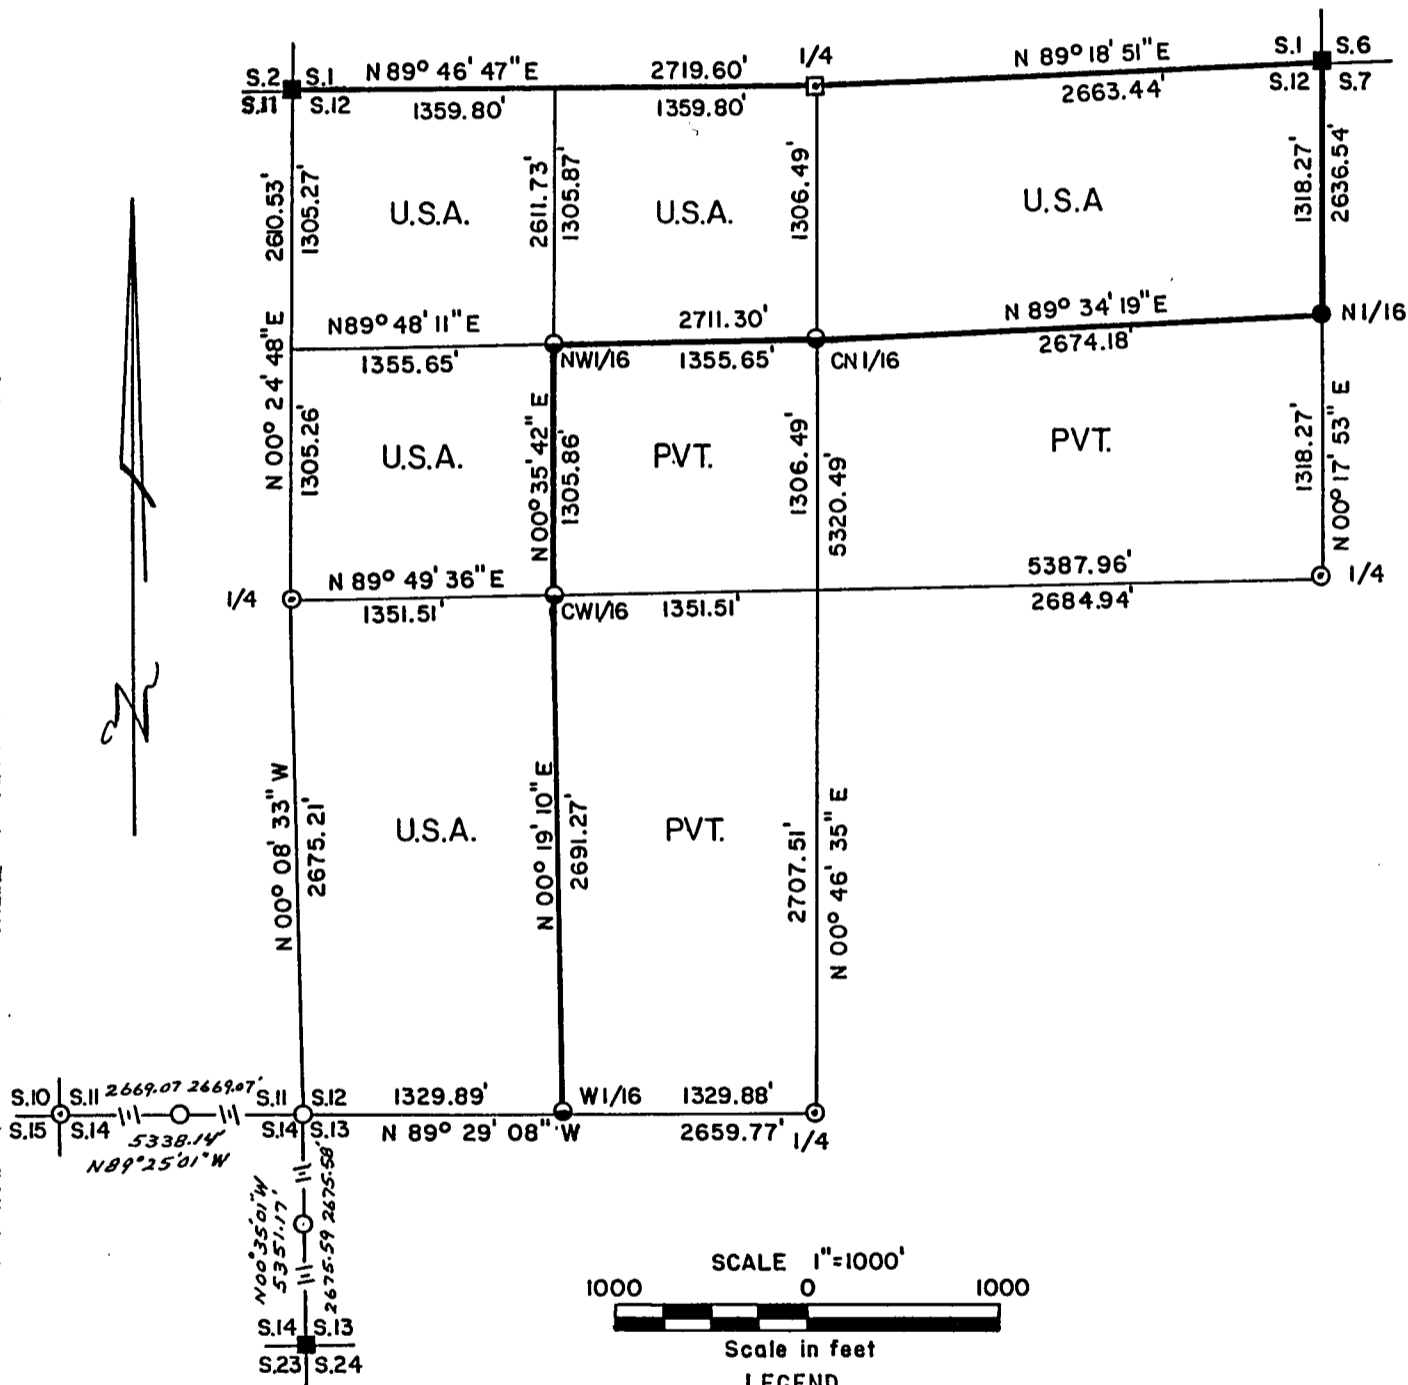 1/4
S.2 S.1
N 89° 46' 47" E
2719.60'
N 89° 18' 51" E
S.1 S.6
S.11 S.12
1359.80'
1359.80'
2663.44'
S.12 S.7
2610.53'
1305.27'
U.S.A.
2611.73'
1305.87'
U.S.A.
1306.49'
U.S.A
1318.27'
2636.54'
N 00° 24' 48" E
N89° 48' 11" E
2711.30'
N 89° 34' 19" E
N 1/16
1355.65'
NW1/16
1355.65'
CN 1/16
2674.18'
1305.26'
U.S.A.
N 00° 35' 42" E
1305.86'
PVT.
1306.49'
5320.49'
PVT.
1318.27'
N 00° 17' 53" E
1/4
N 89° 49' 36" E
5387.96'
1/4
1351.51'
CW1/16
1351.51'
2684.94'
N
N 00° 08' 33" W
2675.21'
U.S.A.
N 00° 19' 10" E
2691.27'
PVT.
2707.51'
N 00° 46' 35" E
S.10 S.11
2669.07 2669.07'
S.11 S.12
1329.89'
W1/16
1329.88'
S.15 S.14
5338.14'
S.14 S.13
N 89° 29' 08" W
2659.77'
1/4
N89°25'01"W
N00°35'01"W
5351.17'
2675.59 2675.58'
S.14 S.13
S.23 S.24
SCALE 1"=1000'
1000 0 1000
Scale in feet
LEGEND